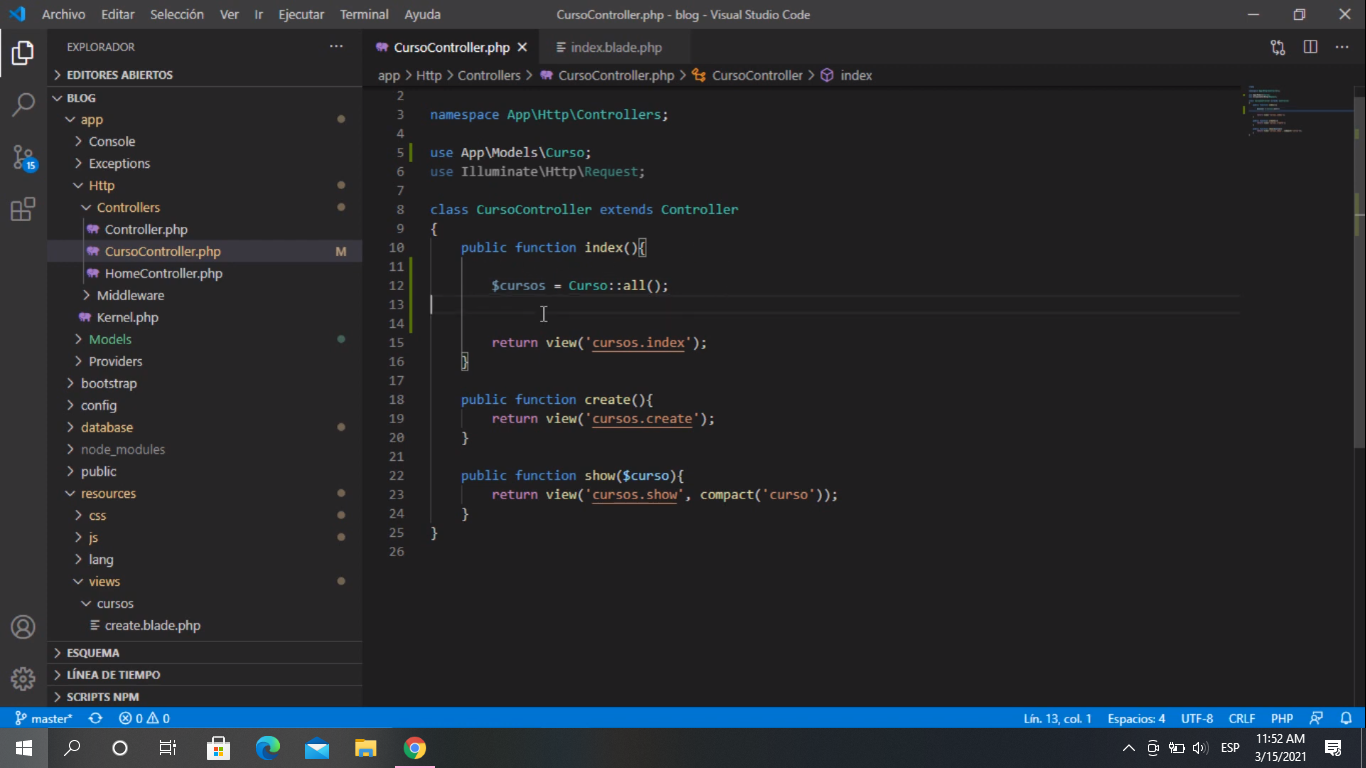 Archivo Editar Selección Ver Ir Ejecutar Terminal Ayuda CursoController.php - blog - Visual Studio Code
EXPLORADOR ···
EDITORES ABIERTOS
BLOG
app
Console
Exceptions
Http
Controllers
Controller.php
CursoController.php M
HomeController.php
Middleware
Kernel.php
Models
Providers
bootstrap
config
database
node_modules
public
resources
css
js
lang
views
cursos
create.blade.php
ESQUEMA
LÍNEA DE TIEMPO
SCRIPTS NPM
15
CursoController.php index.blade.php
app > Http > Controllers > CursoController.php > CursoController > index
2
3 namespace App\Http\Controllers;
4
5 use App\Models\Curso;
6 use Illuminate\Http\Request;
7
8 class CursoController extends Controller
9 {
10 public function index(){
11
12 $cursos = Curso::all();
13
14
15 return view('cursos.index');
16 }
17
18 public function create(){
19 return view('cursos.create');
20 }
21
22 public function show($curso){
23 return view('cursos.show', compact('curso'));
24 }
25 }
26
master* 0 0 Lín. 13, col. 1 Espacios: 4 UTF-8 CRLF PHP
ESP 11:52 AM
3/15/2021